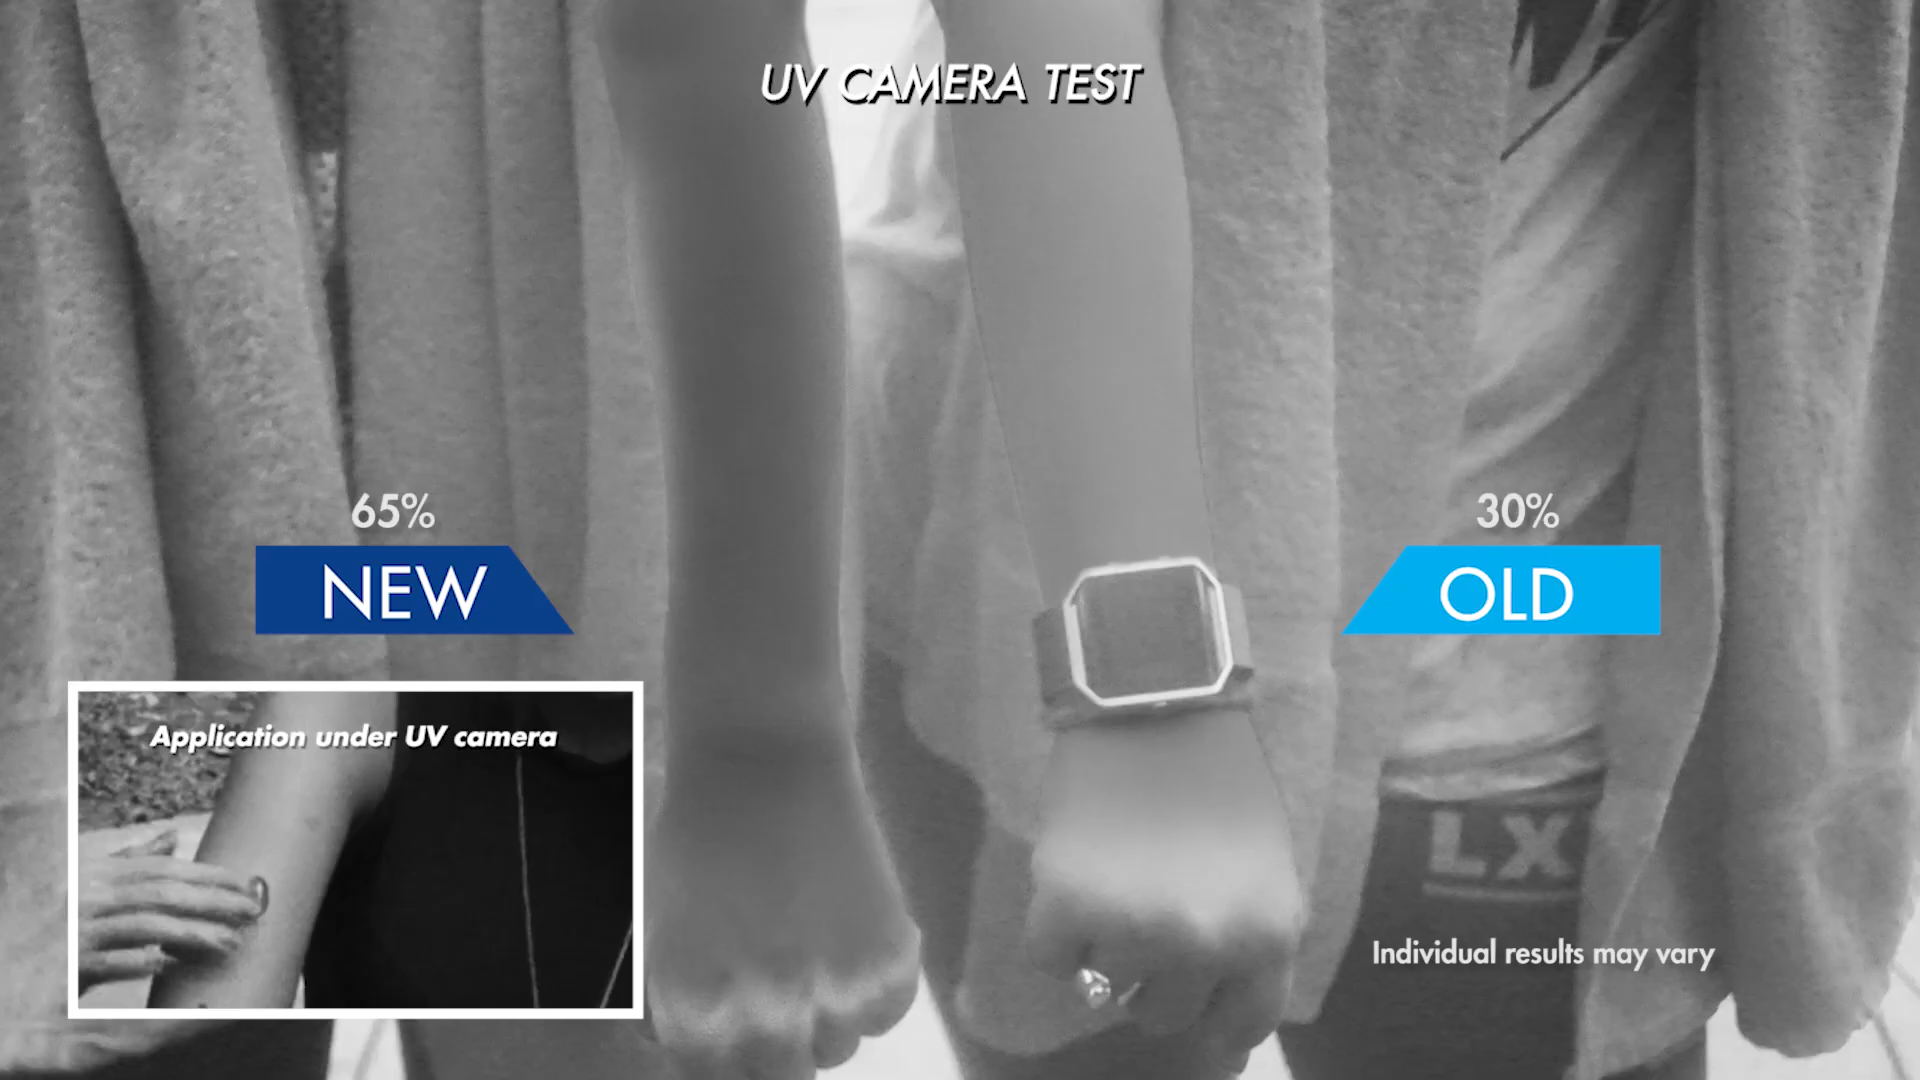 UV CAMERA TEST
65%
NEW
30%
OLD
Application under UV camera
LX
Individual results may vary